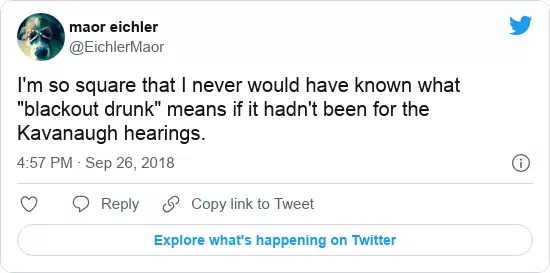 maor eichler
@EichlerMaor
I'm so square that I never would have known what
"blackout drunk" means if it hadn't been for the
Kavanaugh hearings.
4:57 PM · Sep 26, 2018
Reply
Copy link to Tweet
Explore what's happening on Twitter